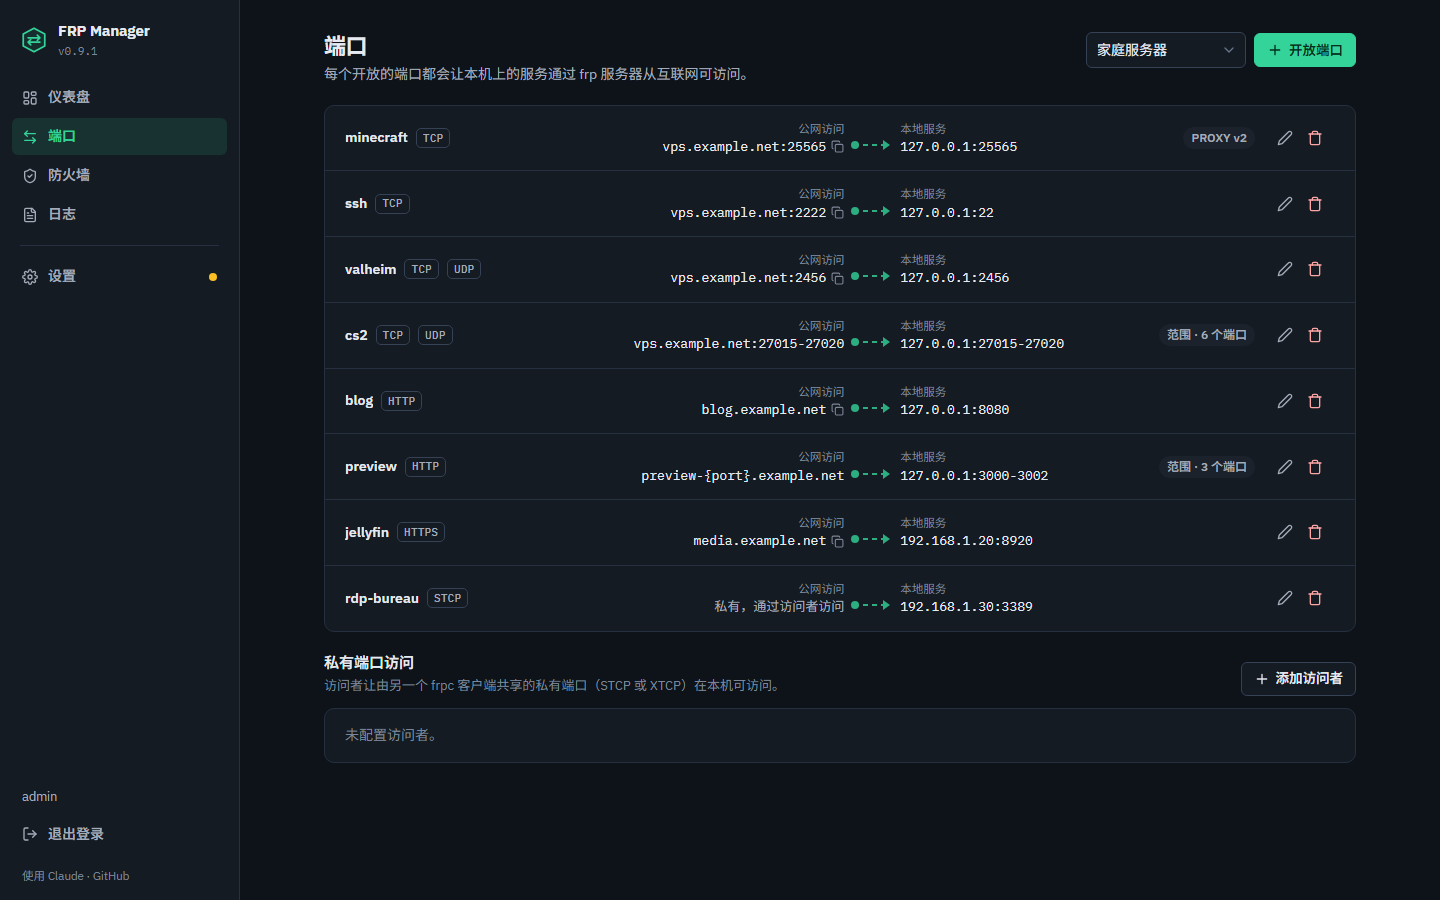 FRP Manager
v0.9.1
仪表盘
端口
防火墙
日志
设置
admin
退出登录
使用 Claude · GitHub
端口
每个开放的端口都会让本机上的服务通过 frp 服务器从互联网可访问。
家庭服务器
开放端口
minecraft TCP
公网访问
vps.example.net:25565
本地服务
127.0.0.1:25565
PROXY v2
ssh TCP
公网访问
vps.example.net:2222
本地服务
127.0.0.1:22
valheim TCP UDP
公网访问
vps.example.net:2456
本地服务
127.0.0.1:2456
cs2 TCP UDP
公网访问
vps.example.net:27015-27020
本地服务
127.0.0.1:27015-27020
范围 · 6 个端口
blog HTTP
公网访问
blog.example.net
本地服务
127.0.0.1:8080
preview HTTP
公网访问
preview-{port}.example.net
本地服务
127.0.0.1:3000-3002
范围 · 3 个端口
jellyfin HTTPS
公网访问
media.example.net
本地服务
192.168.1.20:8920
rdp-bureau STCP
公网访问
私有，通过访问者访问
本地服务
192.168.1.30:3389
私有端口访问
访问者让由另一个 frpc 客户端共享的私有端口（STCP 或 XTCP）在本机可访问。
添加访问者
未配置访问者。